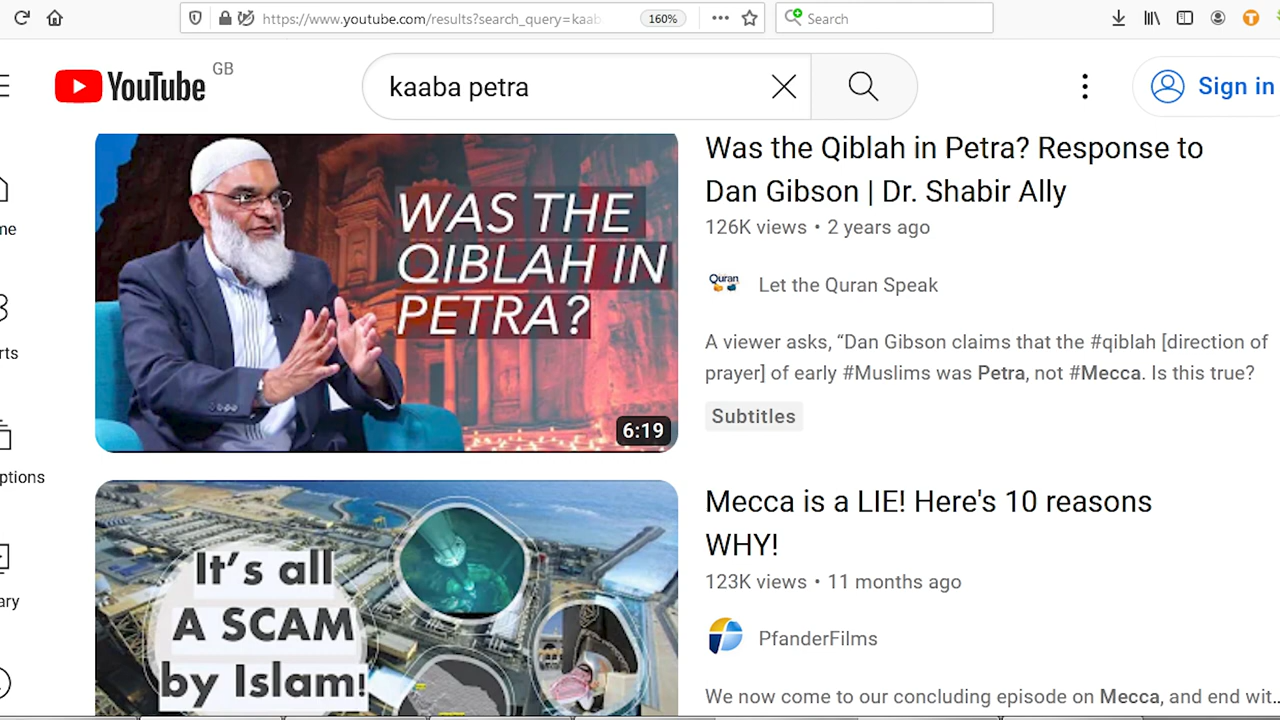 https://www.youtube.com/results?search_query=kaab
160%
Search
YouTube
GB
kaaba petra
Sign in
WAS THE
QIBLAH IN
PETRA?
6:19
Was the Qiblah in Petra? Response to
Dan Gibson | Dr. Shabir Ally
126K views • 2 years ago
Quran
Let the Quran Speak
A viewer asks, “Dan Gibson claims that the #qiblah [direction of
prayer] of early #Muslims was Petra, not #Mecca. Is this true?
Subtitles
me
rts
ptions
ary
It’s all
A SCAM
by Islam!
Mecca is a LIE! Here's 10 reasons
WHY!
123K views • 11 months ago
PfanderFilms
We now come to our concluding episode on Mecca, and end wit...